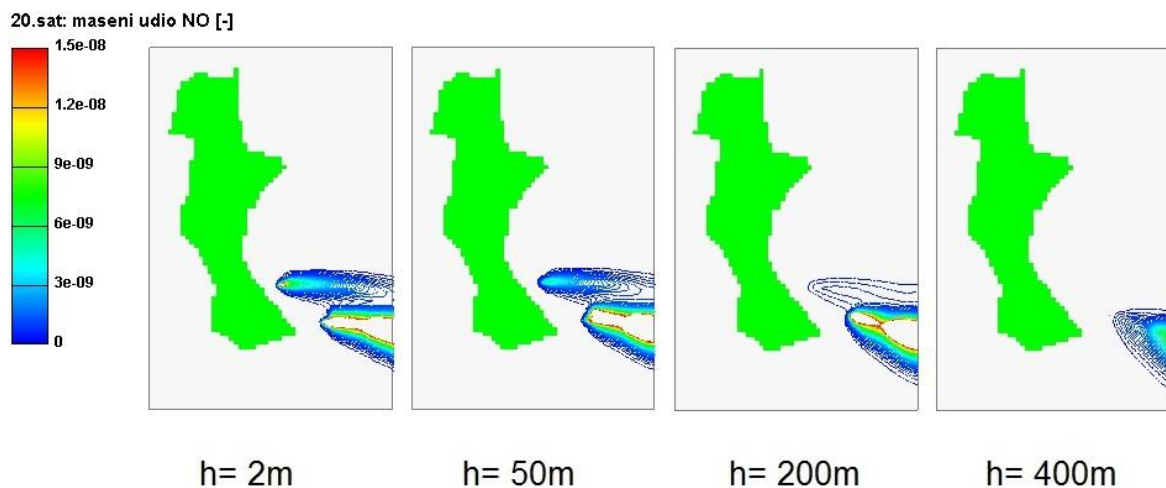 20.sat: maseni udio NO [-]
1.5e-08
1.2e-08
9e-09
6e-09
3e-09
0
h= 2m
h= 50m
h= 200m
h= 400m